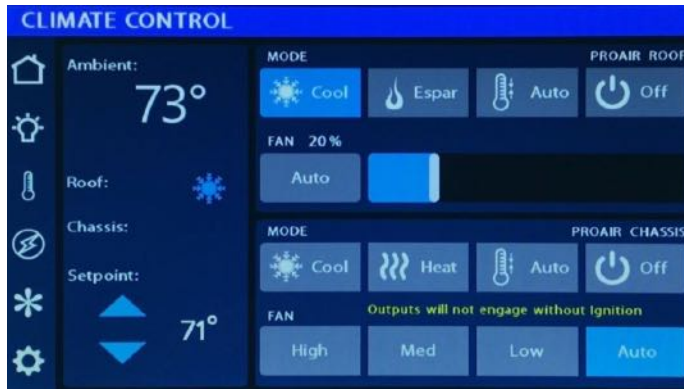 CLIMATE CONTROL
Ambient:
73°
Roof:
Chassis:
Setpoint:
71°
MODE PROAIR ROOF
Cool Espar Auto Off
FAN 20%
Auto
MODE PROAIR CHASSIS
Cool Heat Auto Off
Outputs will not engage without Ignition
FAN
High Med Low Auto